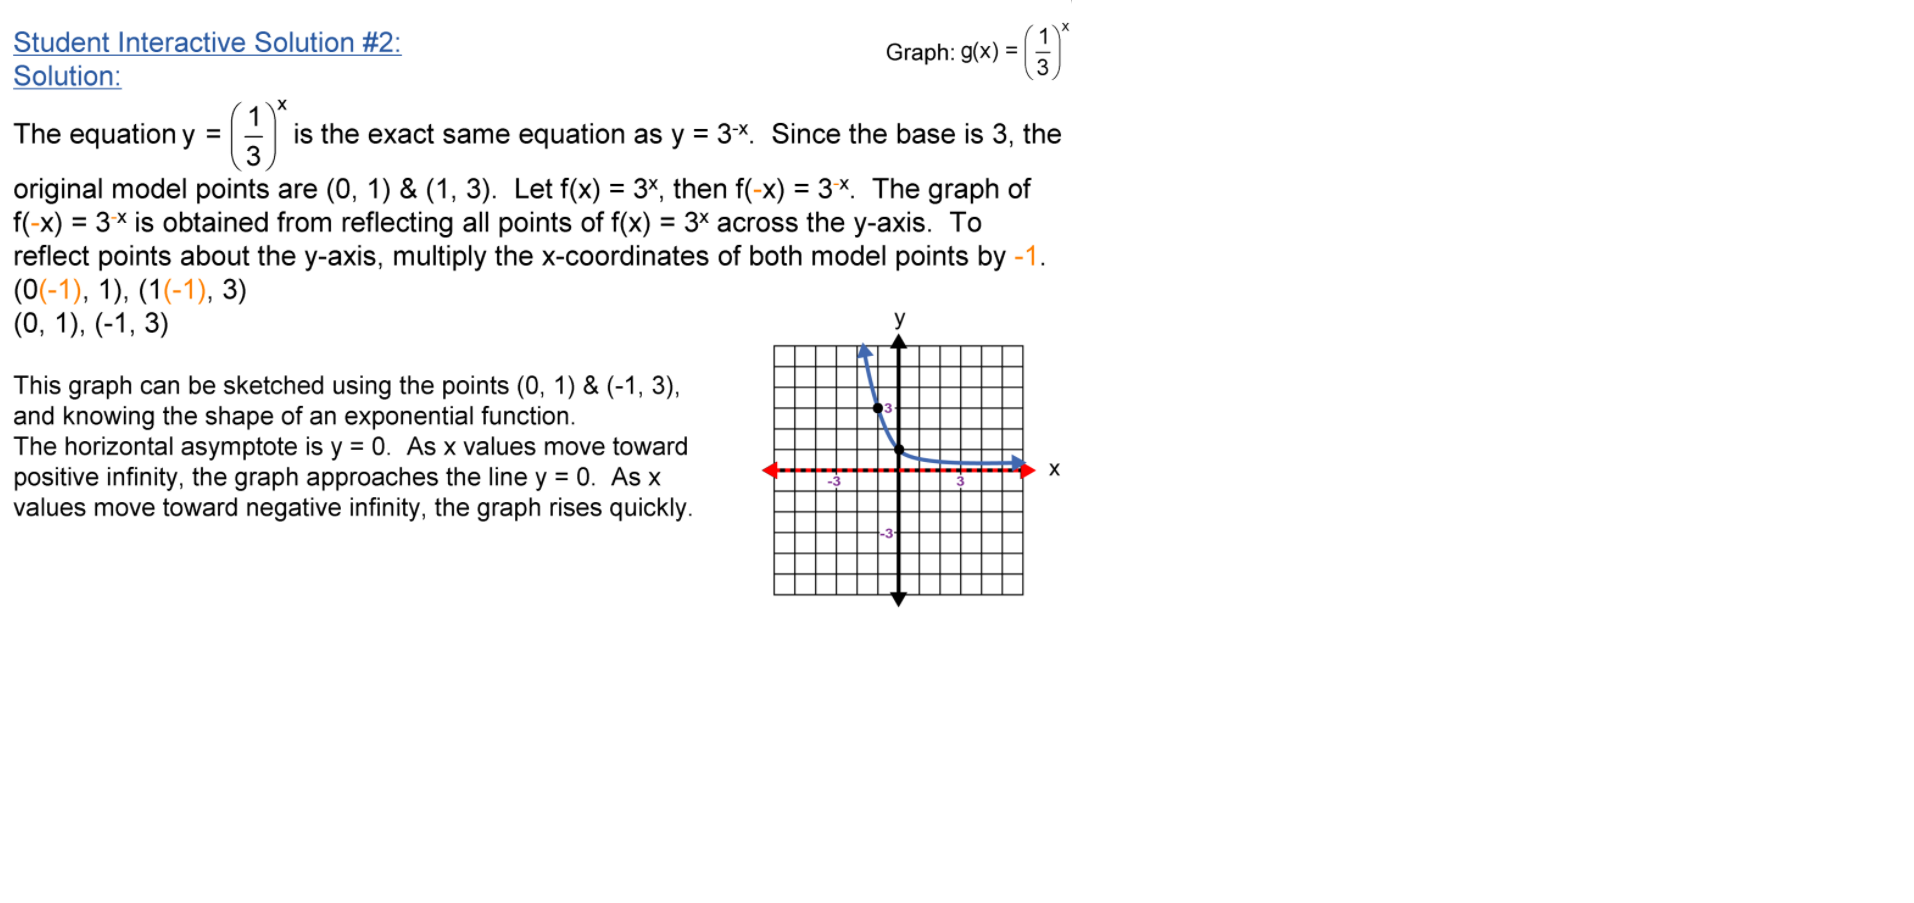 Student Interactive Solution #2:
Graph: g(x) = (1/3)^x
Solution:
The equation y = (1/3)^x is the exact same equation as y = 3^-x. Since the base is 3, the
original model points are (0, 1) & (1, 3). Let f(x) = 3^x, then f(-x) = 3^-x. The graph of
f(-x) = 3^-x is obtained from reflecting all points of f(x) = 3^x across the y-axis. To
reflect points about the y-axis, multiply the x-coordinates of both model points by -1.
(0(-1), 1), (1(-1), 3)
(0, 1), (-1, 3)
This graph can be sketched using the points (0, 1) & (-1, 3),
and knowing the shape of an exponential function.
The horizontal asymptote is y = 0. As x values move toward
positive infinity, the graph approaches the line y = 0. As x
values move toward negative infinity, the graph rises quickly.
y
3
x
-3
3
-3